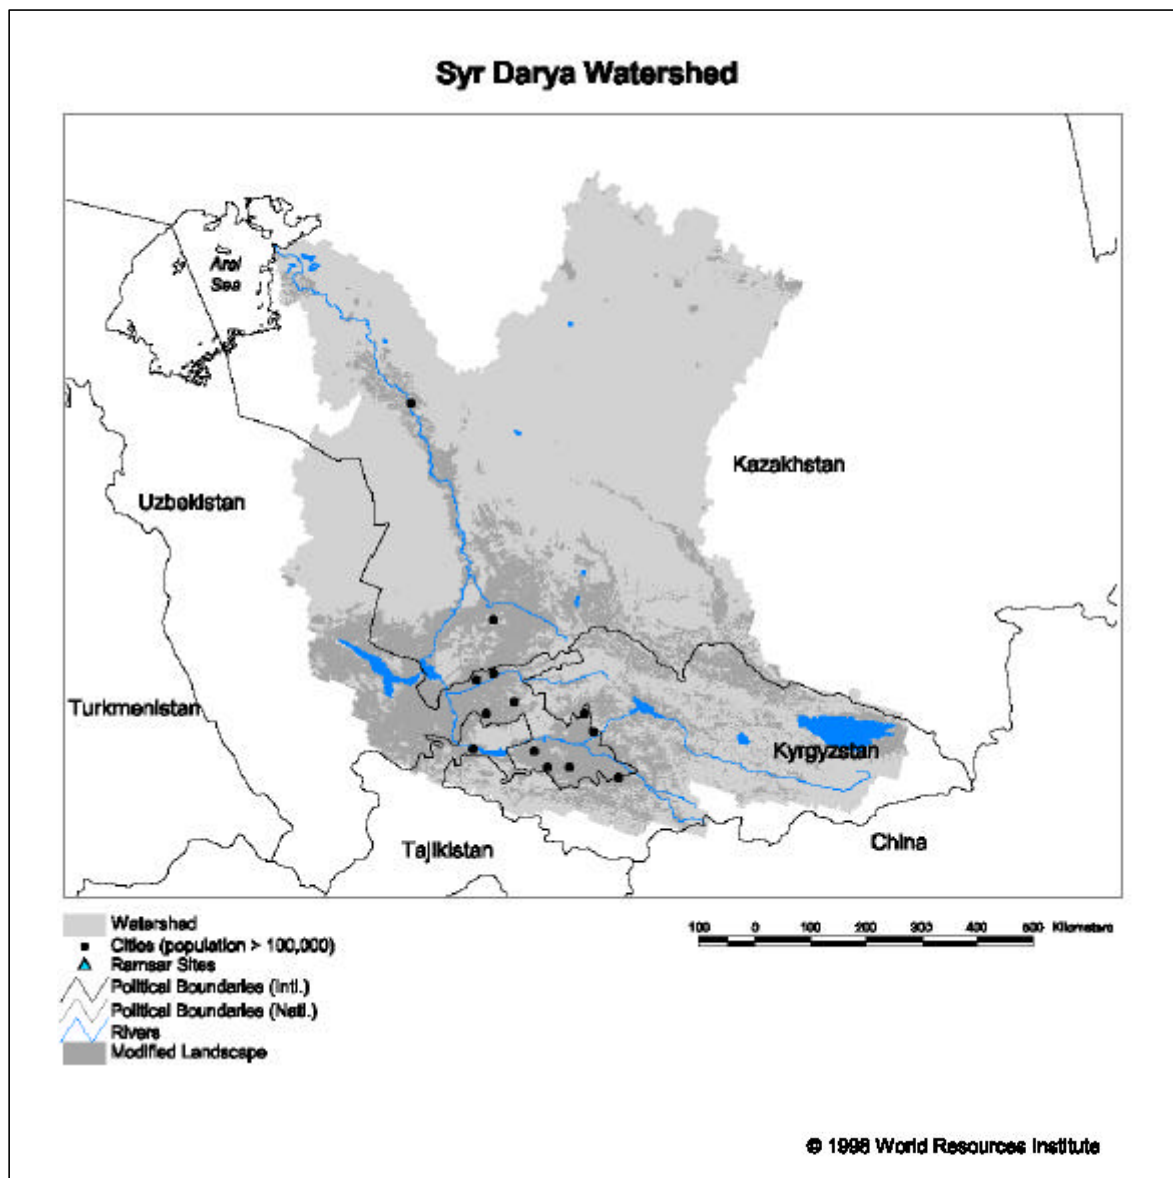 Syr Darya Watershed
Aral
Sea
Kazakhstan
Uzbekistan
Turkmenistan
Kyrgyzstan
China
Tajikistan
Watershed
Cities (population > 100,000)
Ramsar Sites
Political Boundaries (Intl.)
Political Boundaries (Natl.)
Rivers
Modified Landscape
100 0 100 200 300 400 500 Kilometers
© 1998 World Resources Institute